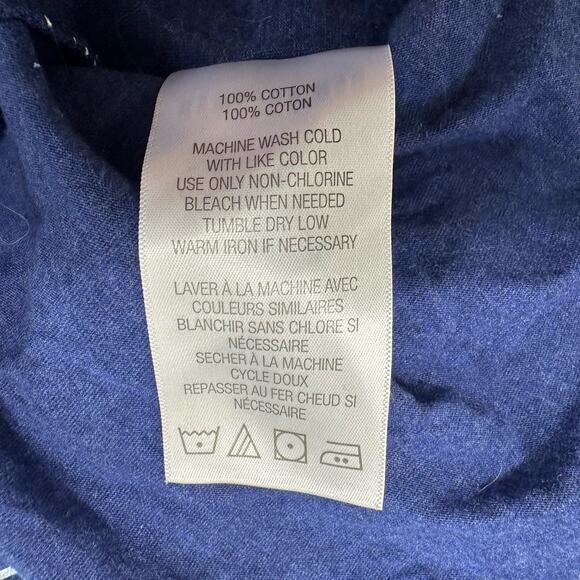 100% COTTON
100% COTON
MACHINE WASH COLD
WITH LIKE COLOR
USE ONLY NON-CHLORINE
BLEACH WHEN NEEDED
TUMBLE DRY LOW
WARM IRON IF NECESSARY
LAVER À LA MACHINE AVEC
COULEURS SIMILAIRES
BLANCHIR SANS CHLORE SI
NÉCESSAIRE
SECHER À LA MACHINE
CYCLE DOUX
REPASSER AU FER CHEUD SI
NÉCESSAIRE